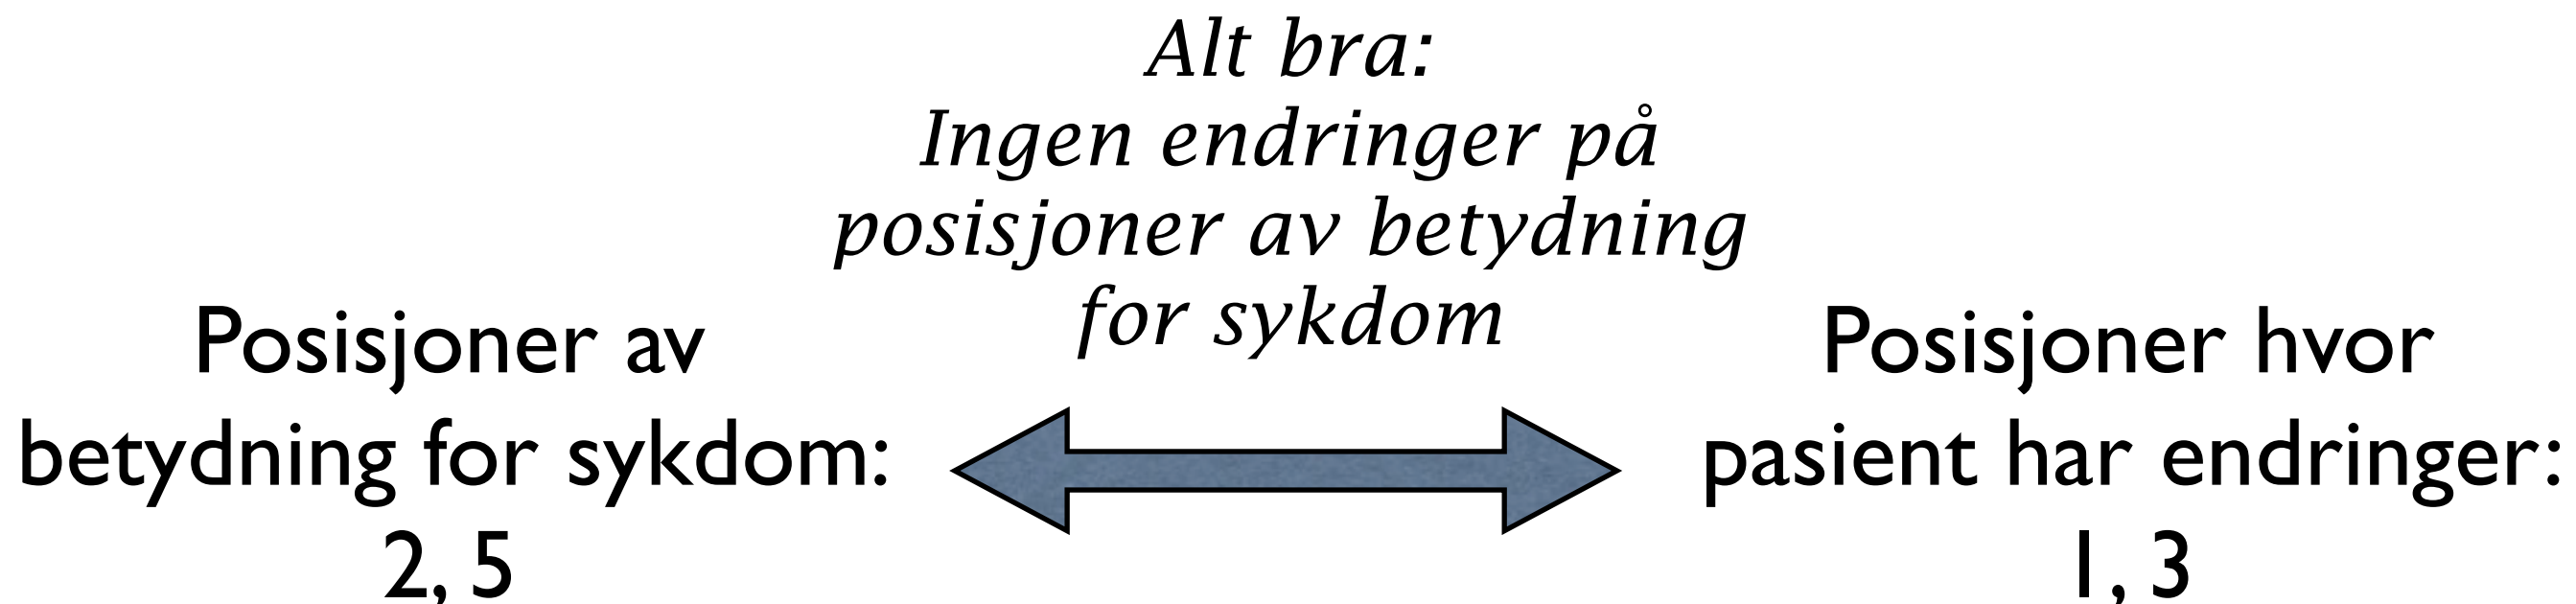 Alt bra:
Ingen endringer på
posisjoner av betydning
for sykdom
Posisjoner av
betydning for sykdom:
2, 5
Posisjoner hvor
pasient har endringer:
1, 3